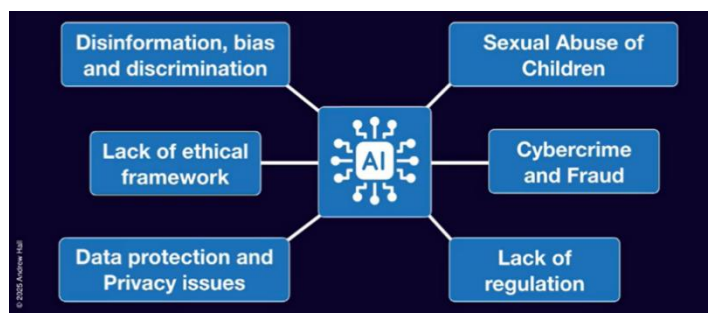 Disinformation, bias
and discrimination
Sexual Abuse of
Children
Lack of ethical
framework
AI
Cybercrime
and Fraud
Data protection and
Privacy issues
Lack of
regulation
© 2025 Andrew Hall